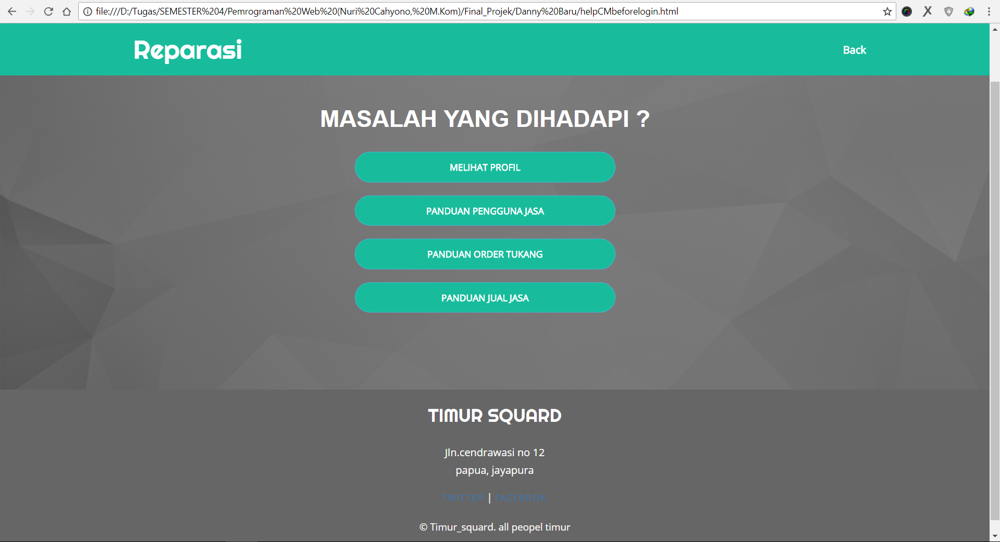 file:///D:/Tugas/SEMESTER%204/Pemrograman%20Web%20(Nuri%20Cahyono,%20M.Kom)/Final_Projek/Danny%20Baru/helpCMbeforelogin.html
Reparasi
Back
MASALAH YANG DIHADAPI ?
MELIHAT PROFIL
PANDUAN PENGGUNA JASA
PANDUAN ORDER TUKANG
PANDUAN JUAL JASA
TIMUR SQUARD
Jln.cendrawasi no 12
papua, jayapura
TWITTER | FACEBOOK
© Timur_squard. all peopel timur